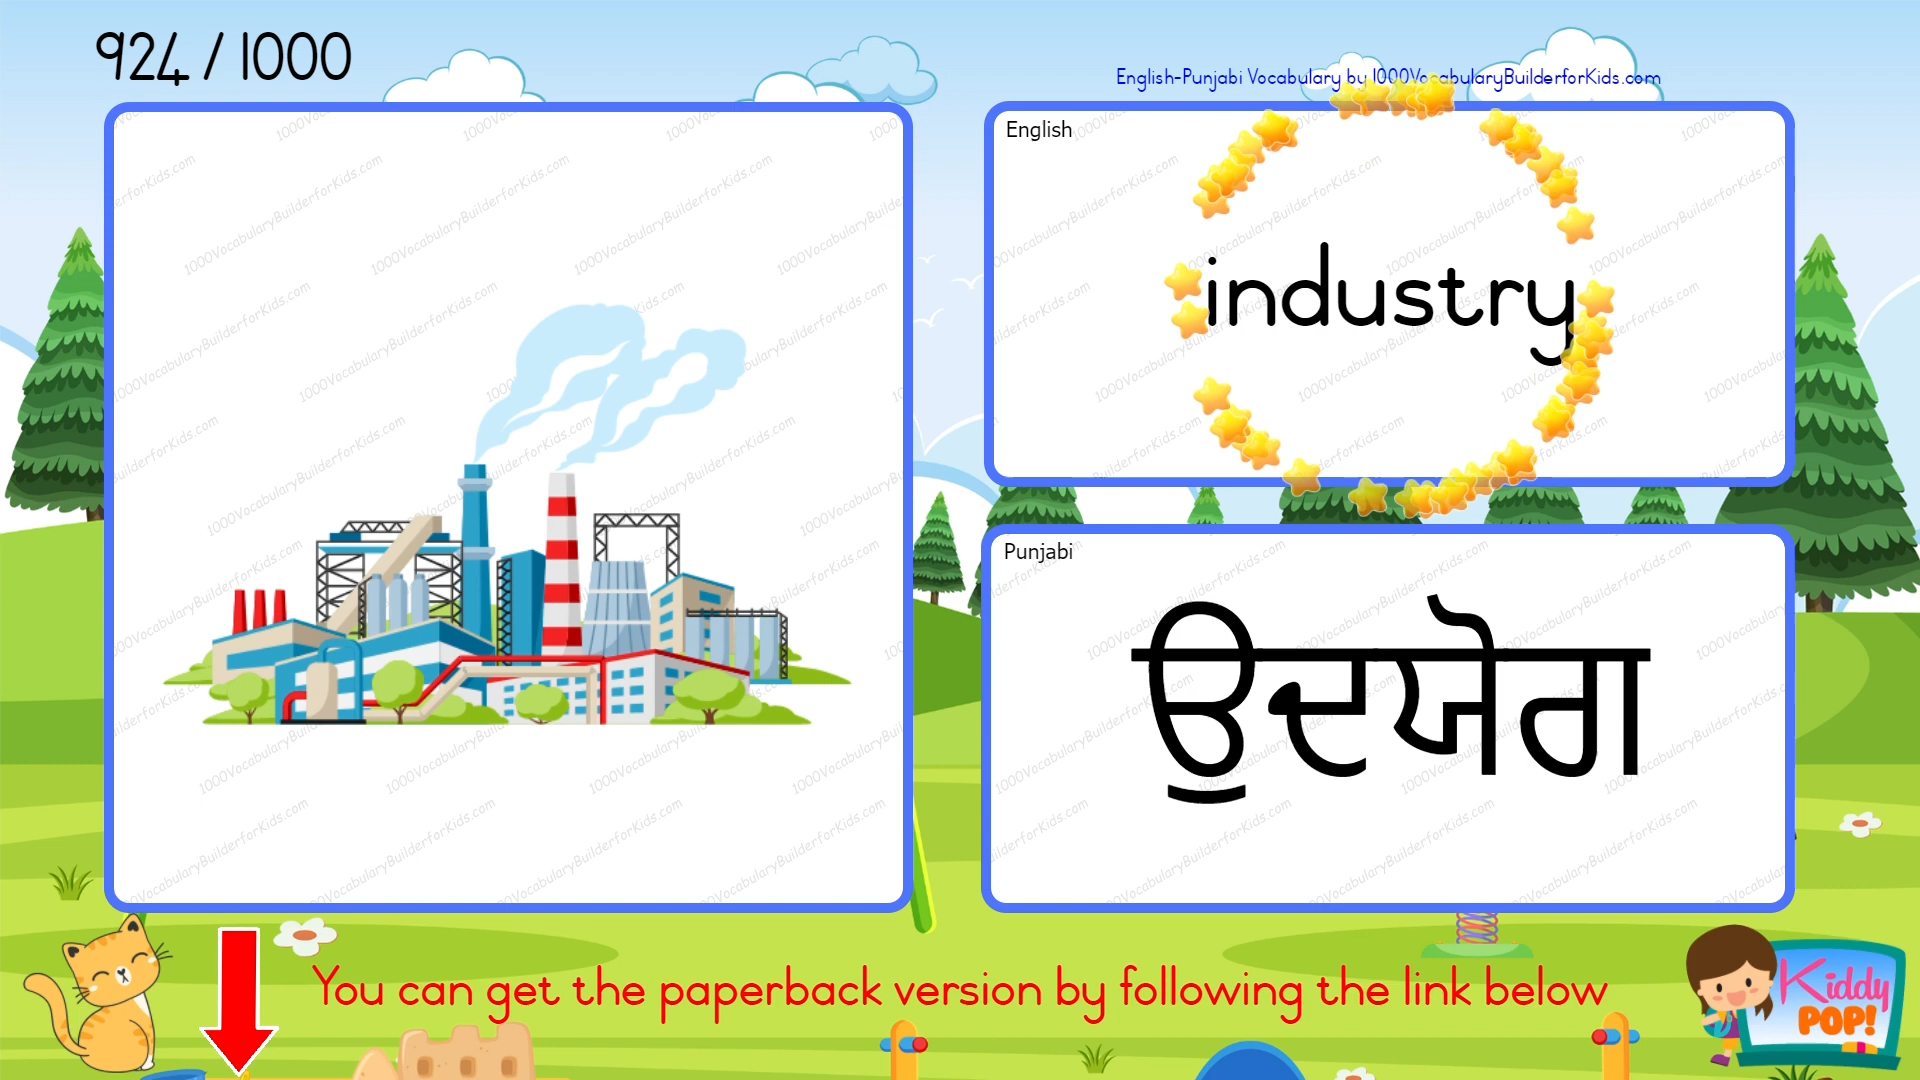 924 / 1000
English-Punjabi Vocabulary by 1000VocabularyBuilderforKids.com
English
industry
Punjabi
ਉਦਯੋਗ
You can get the paperback version by following the link below
Kiddy
POP!